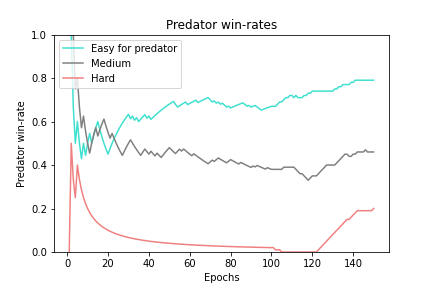 Predator win-rates
Easy for predator
Medium
Hard
Predator win-rate
1.0
0.8
0.6
0.4
0.2
0.0
0 20 40 60 80 100 120 140
Epochs